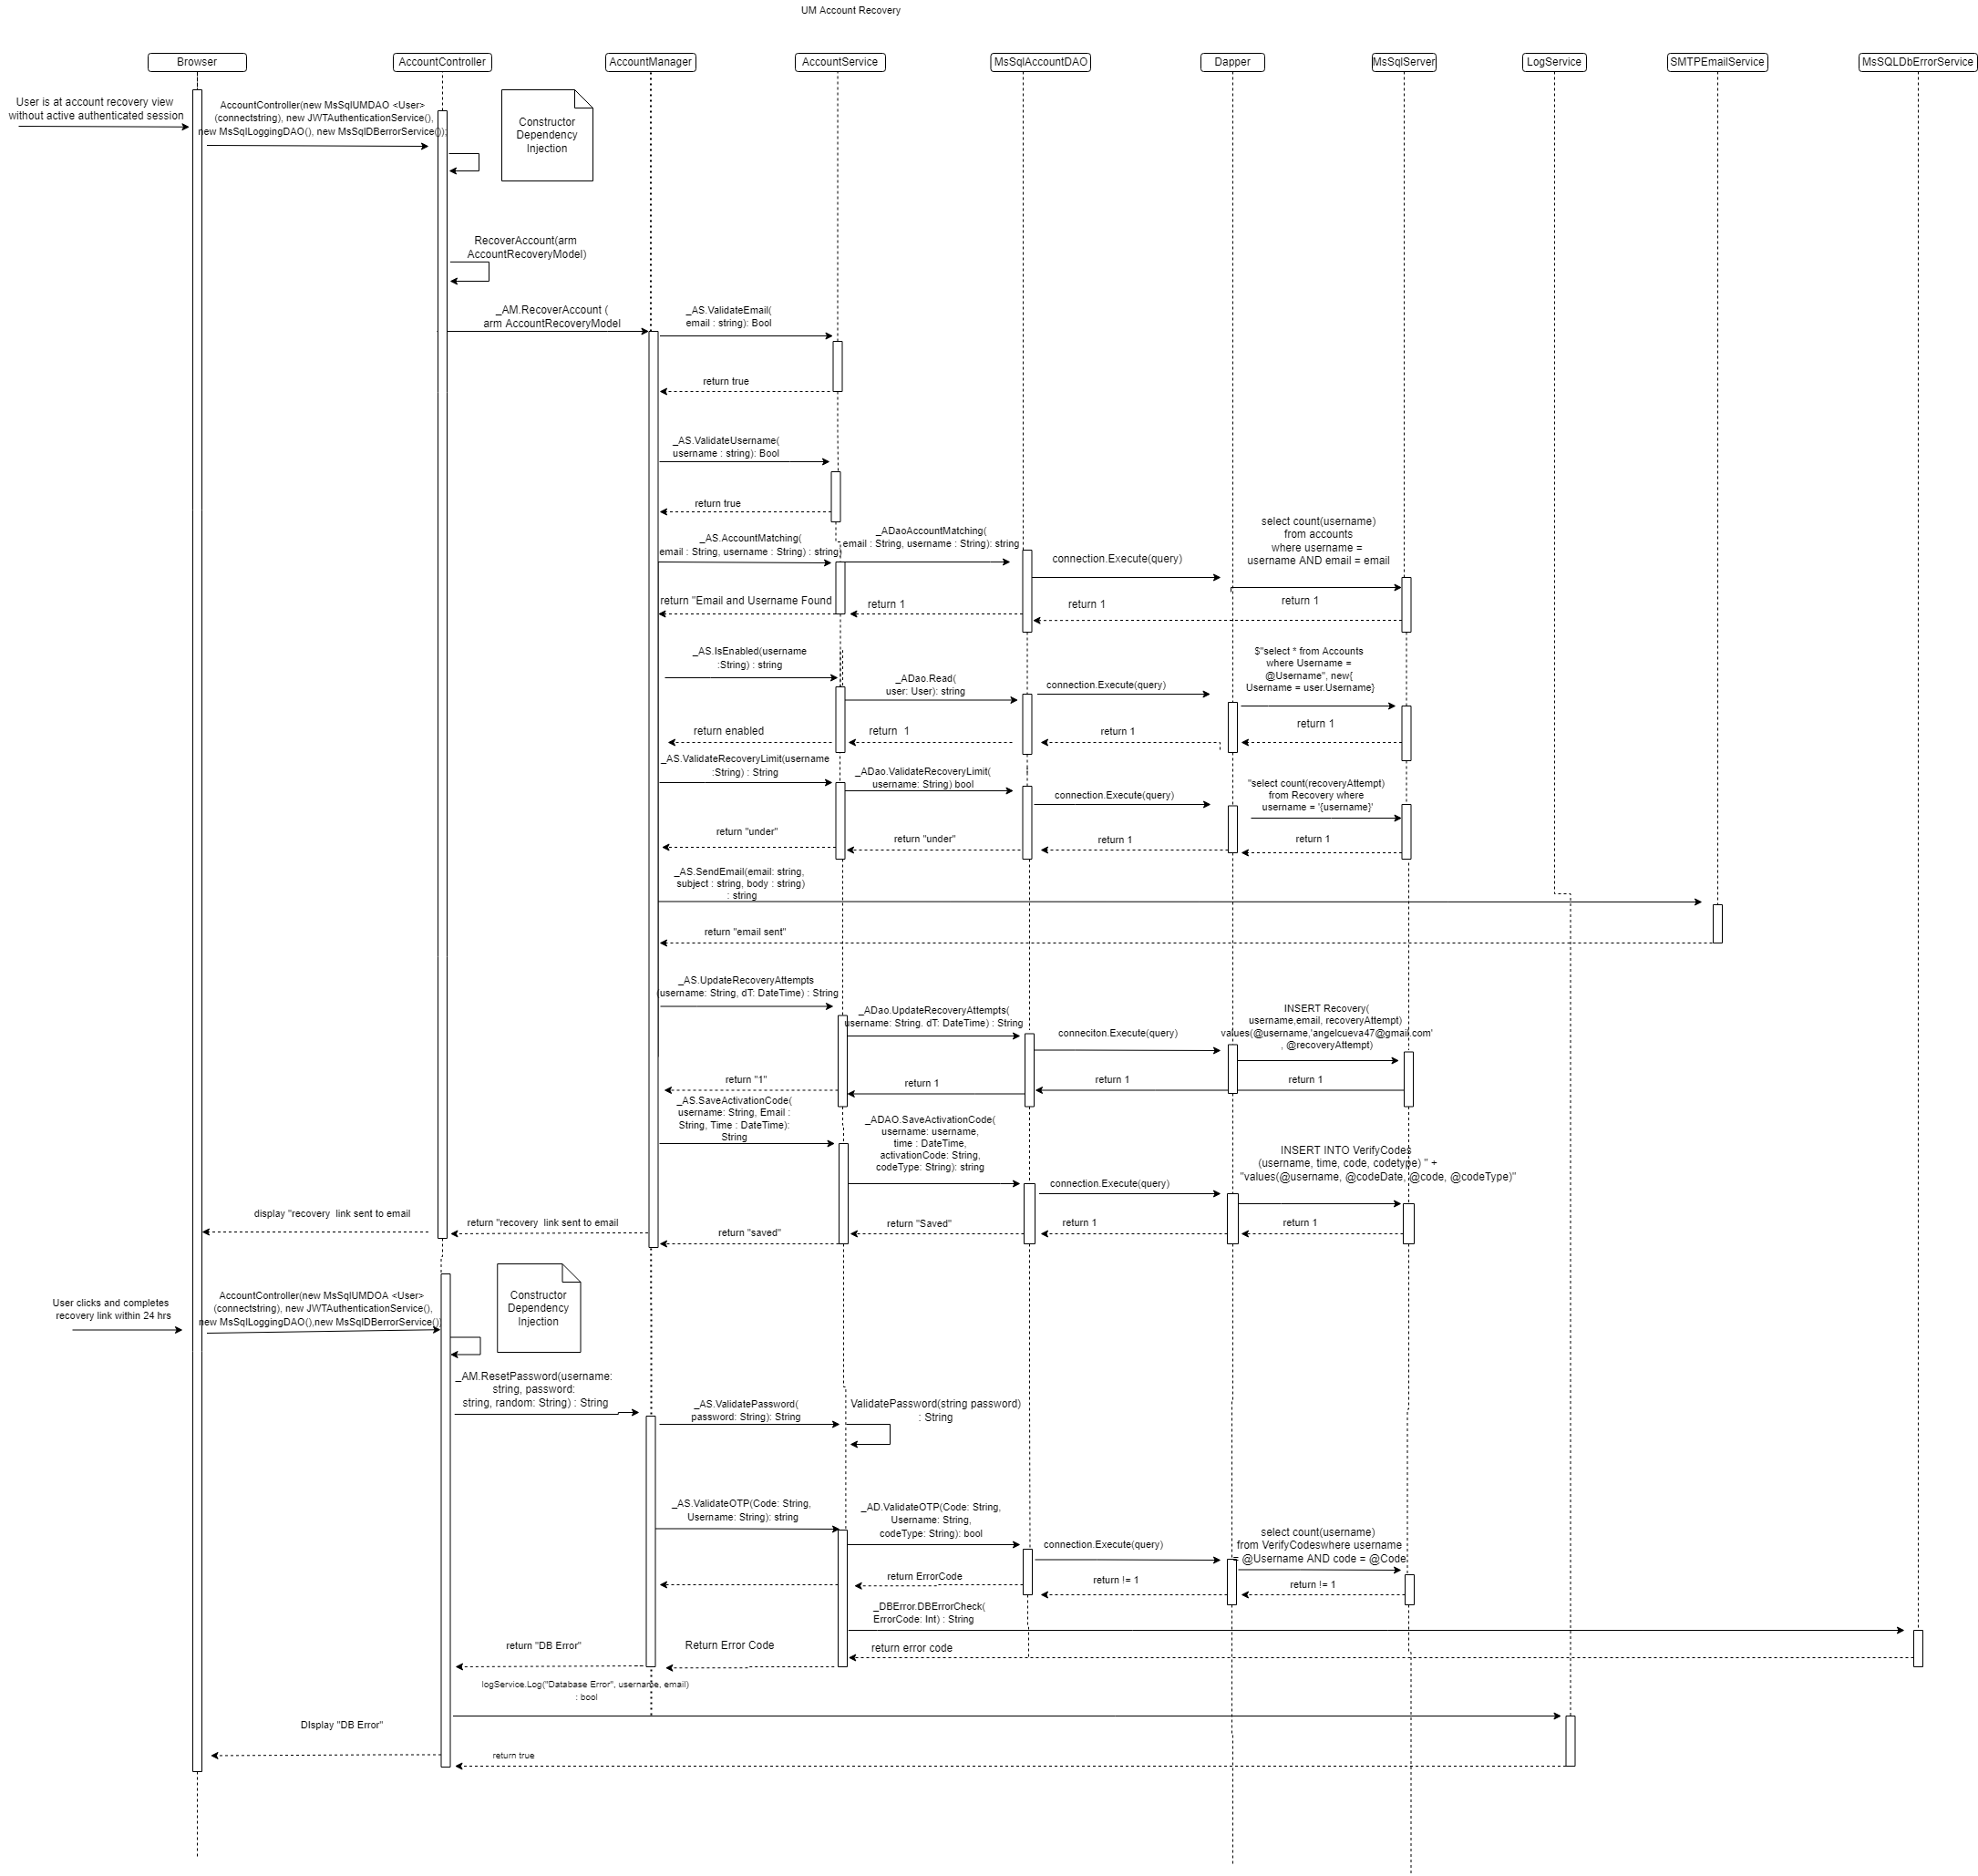 UM Account Recovery
Browser
AccountController
AccountManager
AccountService
MsSqlAccountDAO
Dapper
MsSqlServer
LogService
SMTPEmailService
MsSQLDbErrorService
User is at account recovery view
without active authenticated session
AccountController(new MsSqlUMDAO <User>
(connectstring), new JWTAuthenticationService(),
new MsSqlLoggingDAO(), new MsSqlDBerrorService());
Constructor
Dependency
Injection
RecoverAccount(arm
AccountRecoveryModel)
_AM.RecoverAccount (
arm AccountRecoveryModel
_AS.ValidateEmail(
email : string): Bool
return true
_AS.ValidateUsername(
username : string): Bool
return true
_AS.AccountMatching(
email : String, username : String) : string)
_ADaoAccountMatching(
email : String, username : String): string
connection.Execute(query)
select count(username)
from accounts
where username =
username AND email = email
return "Email and Username Found
return 1
return 1
return 1
_AS.IsEnabled(username
:String) : string
_ADao.Read(
user: User): string
connection.Execute(query)
$"select * from Accounts
where Username =
@Username", new{
Username = user.Username}
return enabled
return  1
return 1
return 1
_AS.ValidateRecoveryLimit(username
:String) : String
_ADao.ValidateRecoveryLimit(
username: String) bool
connection.Execute(query)
"select count(recoveryAttempt)
from Recovery where
username = '{username}'
return "under"
return "under"
return 1
return 1
_AS.SendEmail(email: string,
subject : string, body : string)
: string
return "email sent"
_AS.UpdateRecoveryAttempts
(username: String, dT: DateTime) : String
_ADao.UpdateRecoveryAttempts(
username: String. dT: DateTime) : String
conneciton.Execute(query)
INSERT Recovery(
username,email, recoveryAttempt)
values(@username,'angelcueva47@gmail.com'
, @recoveryAttempt)
return "1"
return 1
return 1
return 1
_AS.SaveActivationCode(
username: String, Email :
String, Time : DateTime):
String
_ADAO.SaveActivationCode(
username: username,
time : DateTime,
activationCode: String,
codeType: String): string
connection.Execute(query)
INSERT INTO VerifyCodes
(username, time, code, codetype) " +
"values(@username, @codeDate, @code, @codeType)"
display "recovery  link sent to email
return "recovery  link sent to email
return "saved"
return "Saved"
return 1
return 1
User clicks and completes
recovery link within 24 hrs
AccountController(new MsSqlUMDOA <User>
(connectstring), new JWTAuthenticationService(),
new MsSqlLoggingDAO(),new MsSqlDBerrorService())
Constructor
Dependency
Injection
_AM.ResetPassword(username:
string, password:
string, random: String) : String
_AS.ValidatePassword(
password: String): String
ValidatePassword(string password)
: String
_AS.ValidateOTP(Code: String,
Username: String): string
_AD.ValidateOTP(Code: String,
Username: String,
codeType: String): bool
connection.Execute(query)
select count(username)
from VerifyCodeswhere username
= @Username AND code = @Code
return ErrorCode
return != 1
return != 1
_DBError.DBErrorCheck(
ErrorCode: Int) : String
return "DB Error"
Return Error Code
return error code
logService.Log("Database Error", username, email)
: bool
DIsplay "DB Error"
return true